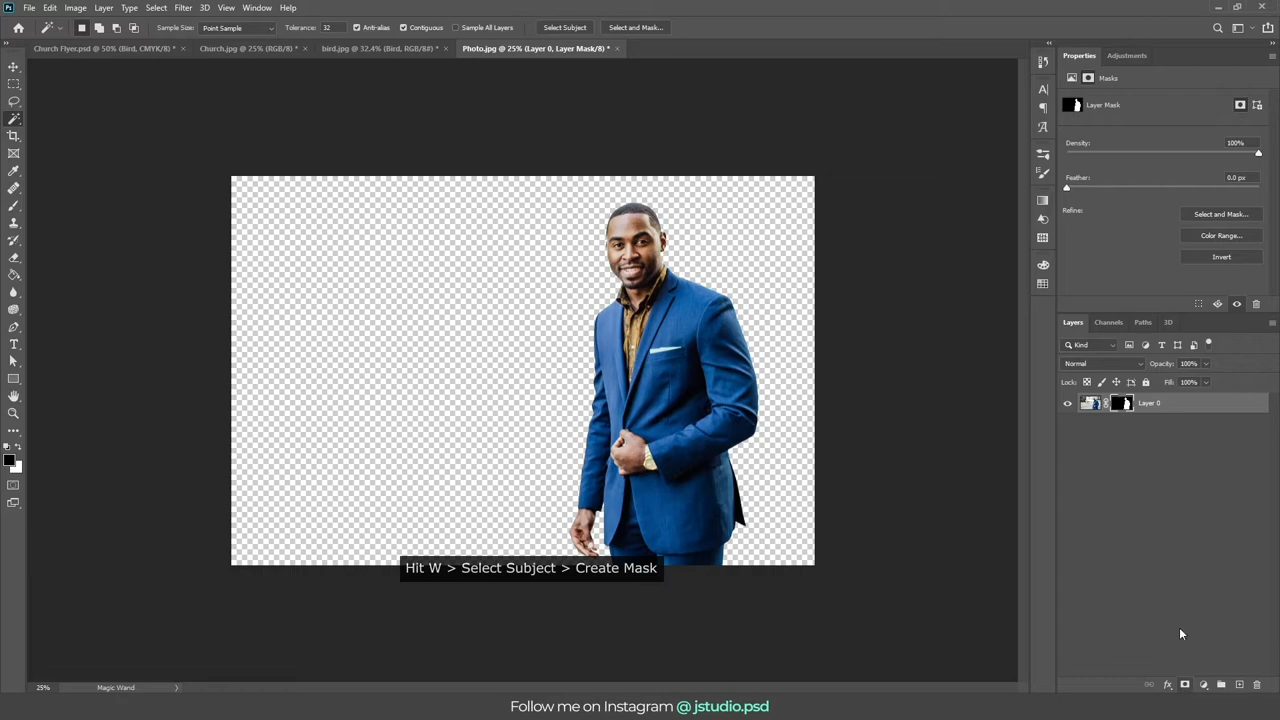 Ps File Edit Image Layer Type Select Filter 3D View Window Help
Sample Size: Point Sample Tolerance: 32 Anti-alias Contiguous Sample All Layers Select Subject Select and Mask...
Church Flyer.psd @ 50% (Bird, CMYK/8) * × Church.jpg @ 25% (RGB/8) * × bird.jpg @ 32.4% (Bird, RGB/8#) * × Photo.jpg @ 25% (Layer 0, Layer Mask/8) * ×
Properties Adjustments
Masks
Layer Mask
Density: 100%
Feather: 0.0 px
Refine: Select and Mask...
Color Range...
Invert
Layers Channels Paths 3D
Kind
Normal Opacity: 100%
Lock: Fill: 100%
Layer 0
Hit W > Select Subject > Create Mask
25% Magic Wand
Follow me on Instagram @ jstudio.psd